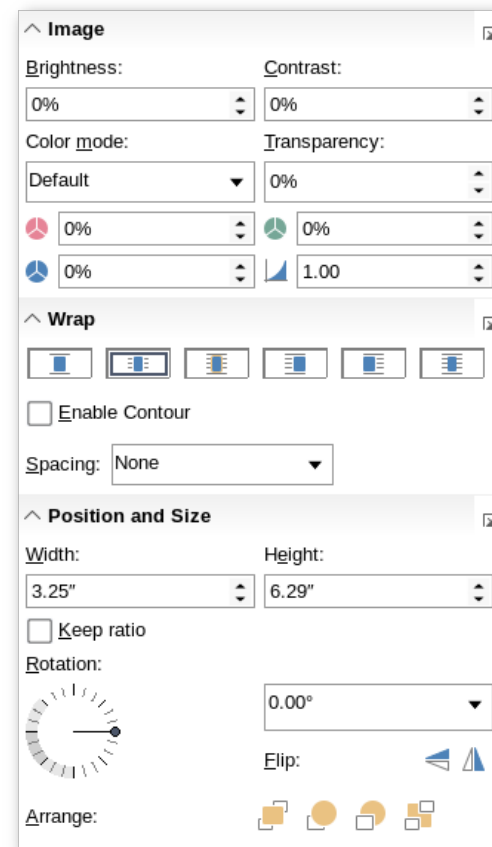 Image
Brightness: Contrast:
0% 0%
Color mode: Transparency:
Default 0%
0% 0%
0% 1.00
Wrap
Enable Contour
Spacing: None
Position and Size
Width: Height:
3.25″ 6.29″
Keep ratio
Rotation:
0.00°
Flip:
Arrange: